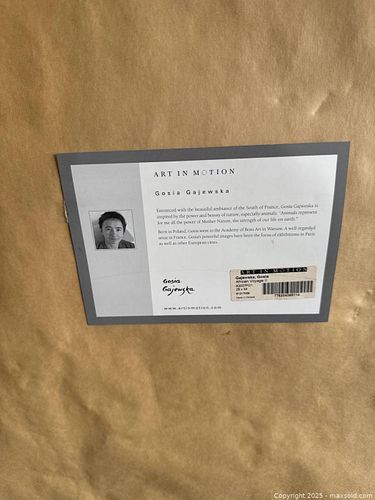 ART IN MOTION
Gosia Gajewska
Entranced with the beautiful ambiance of the South of France, Gosia Gajewska is
inspired by the power and beauty of nature, especially animals. "Animals represent
for me all the power of Mother Nature, the strength of our life on earth."
Born in Poland, Gosia went to the Academy of Beau Art in Warsaw. A well-regarded
artist in France, Gosia's powerful images have been the focus of exhibitions in Paris
as well as other European cities.
Gosia
Gajewska
www.artinmotion.com
ART IN MOTION
Gajewska, Gosia
African Voyage I
Copyright 2025 - maxsold.com